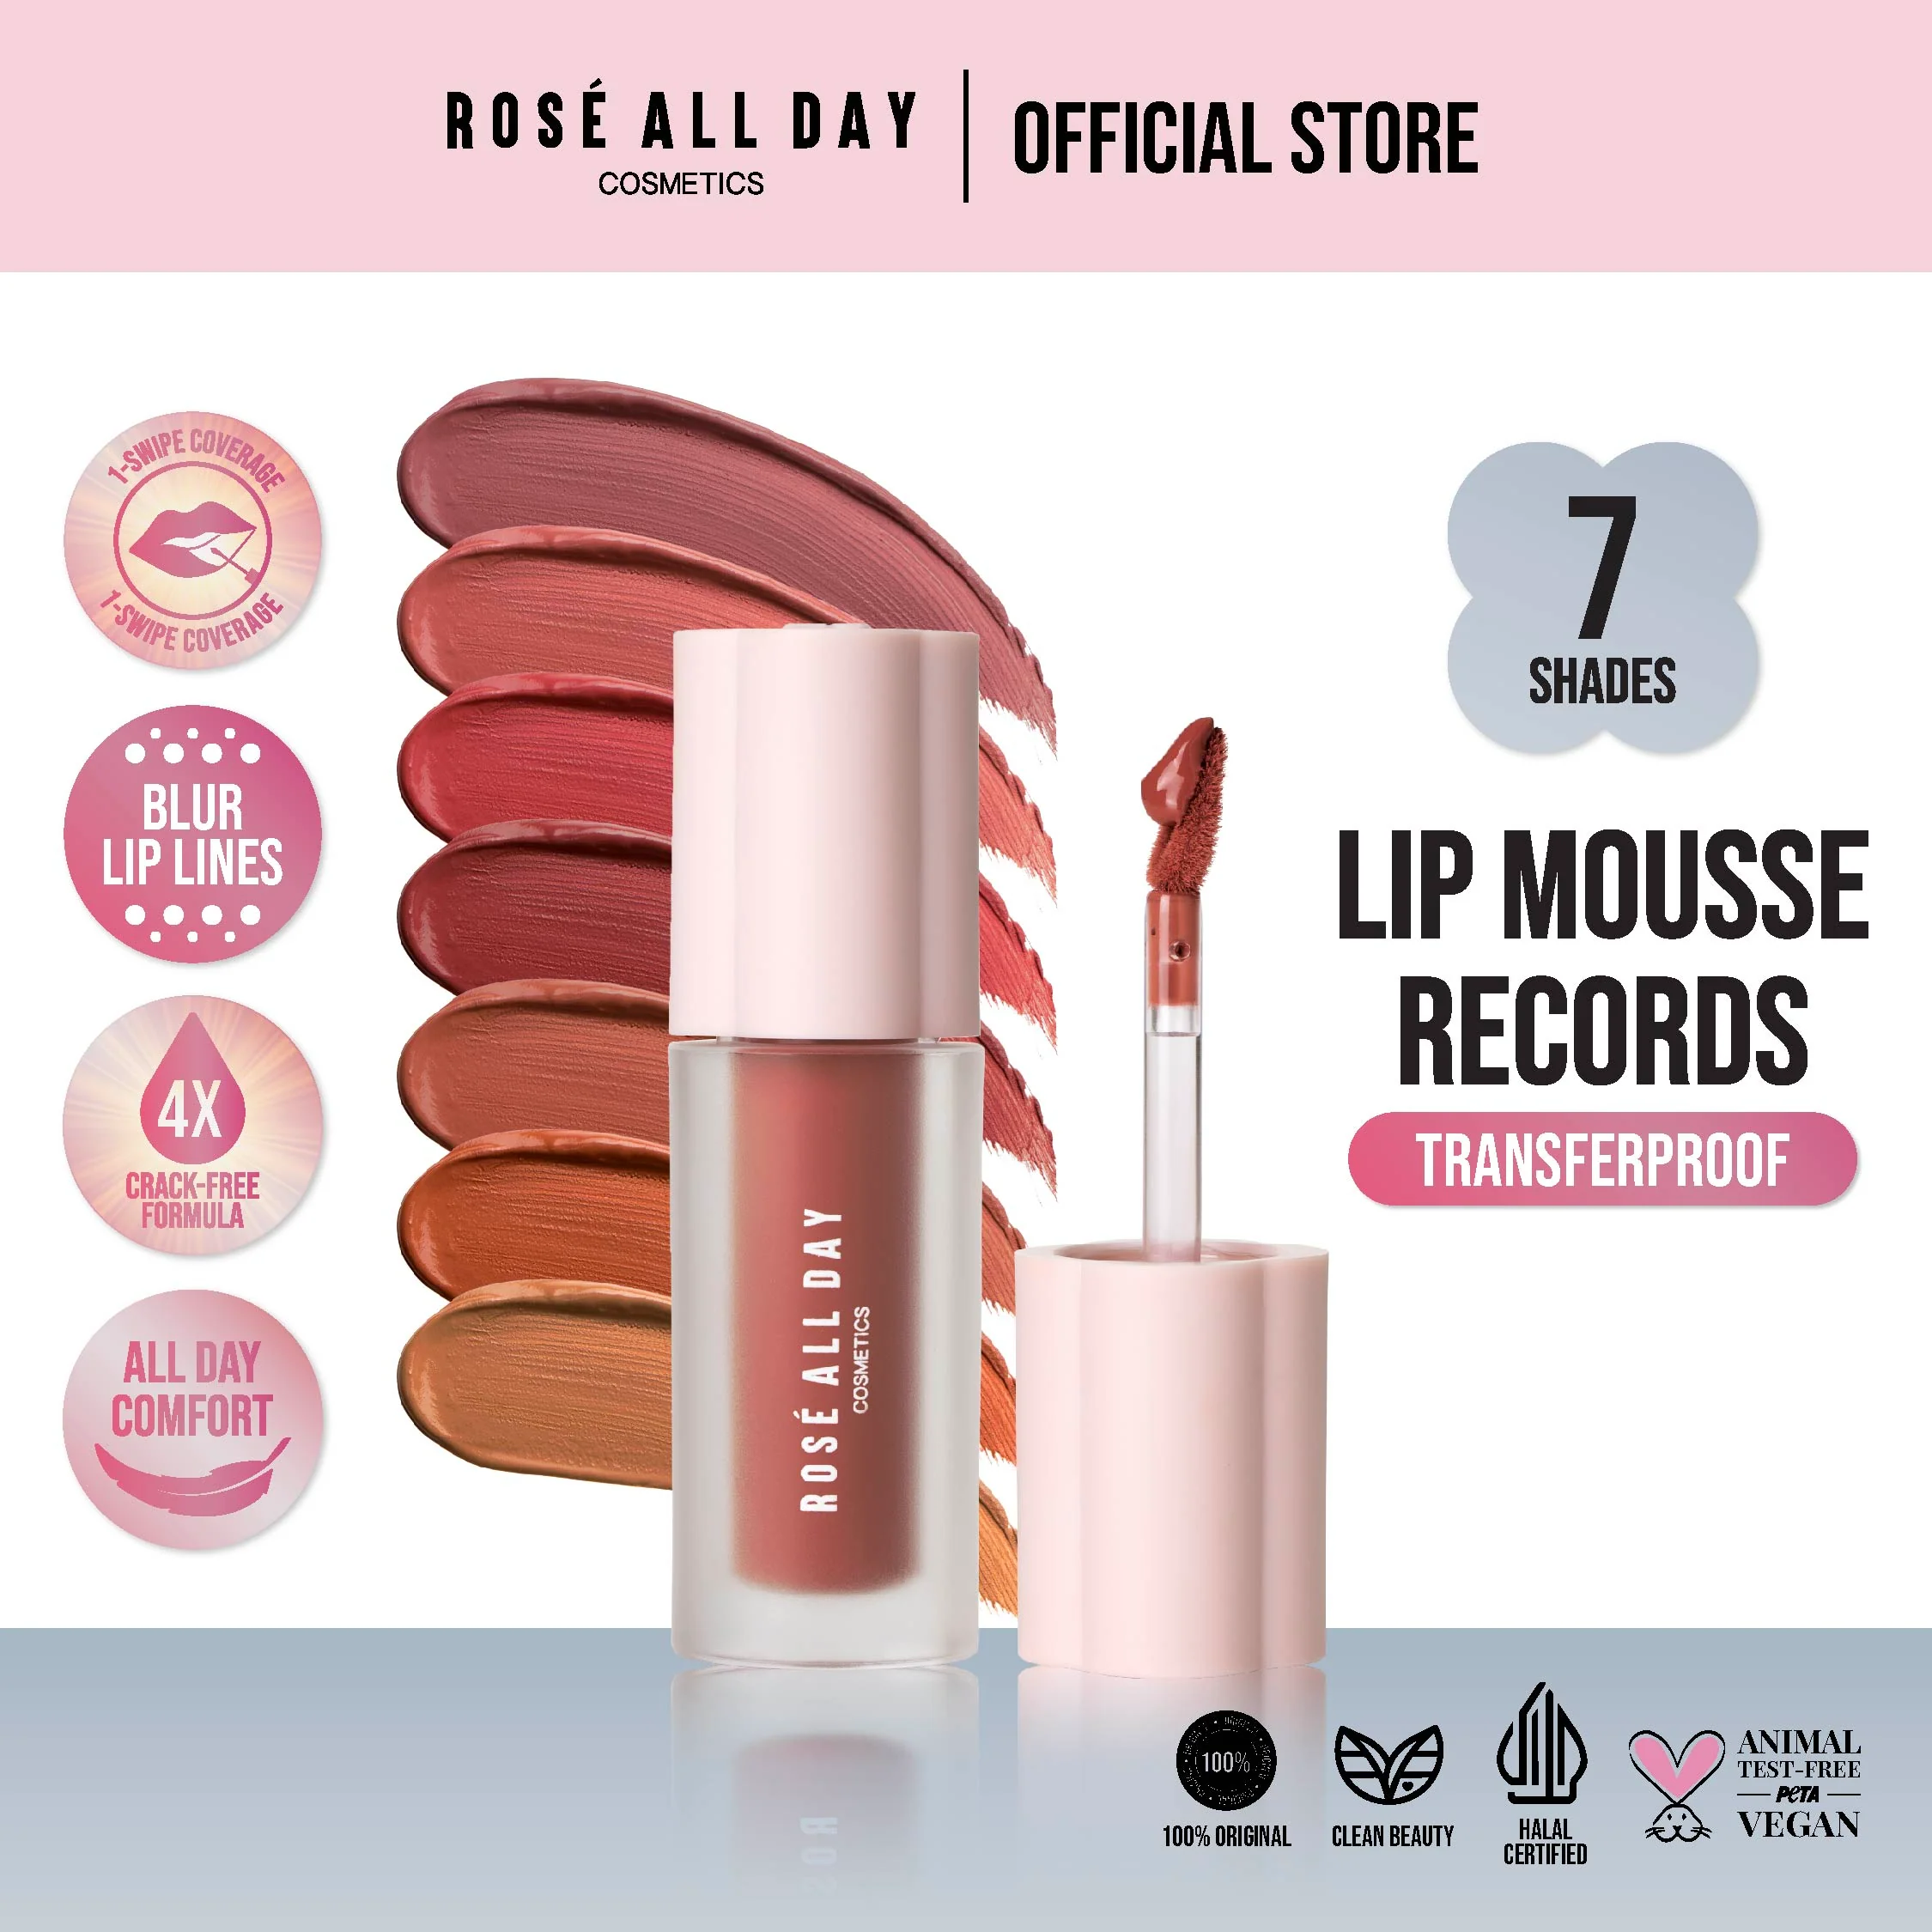 ROSÉ ALL DAY
COSMETICS
OFFICIAL STORE
1-SWIPE COVERAGE
1-SWIPE COVERAGE
BLUR
LIP LINES
4X
CRACK-FREE
FORMULA
ALL DAY
COMFORT
ROSÉ ALL DAY
COSMETICS
7
SHADES
LIP MOUSSE
RECORDS
TRANSFERPROOF
100%
100% ORIGINAL
CLEAN BEAUTY
HALAL
CERTIFIED
ANIMAL
TEST-FREE
PETA
VEGAN